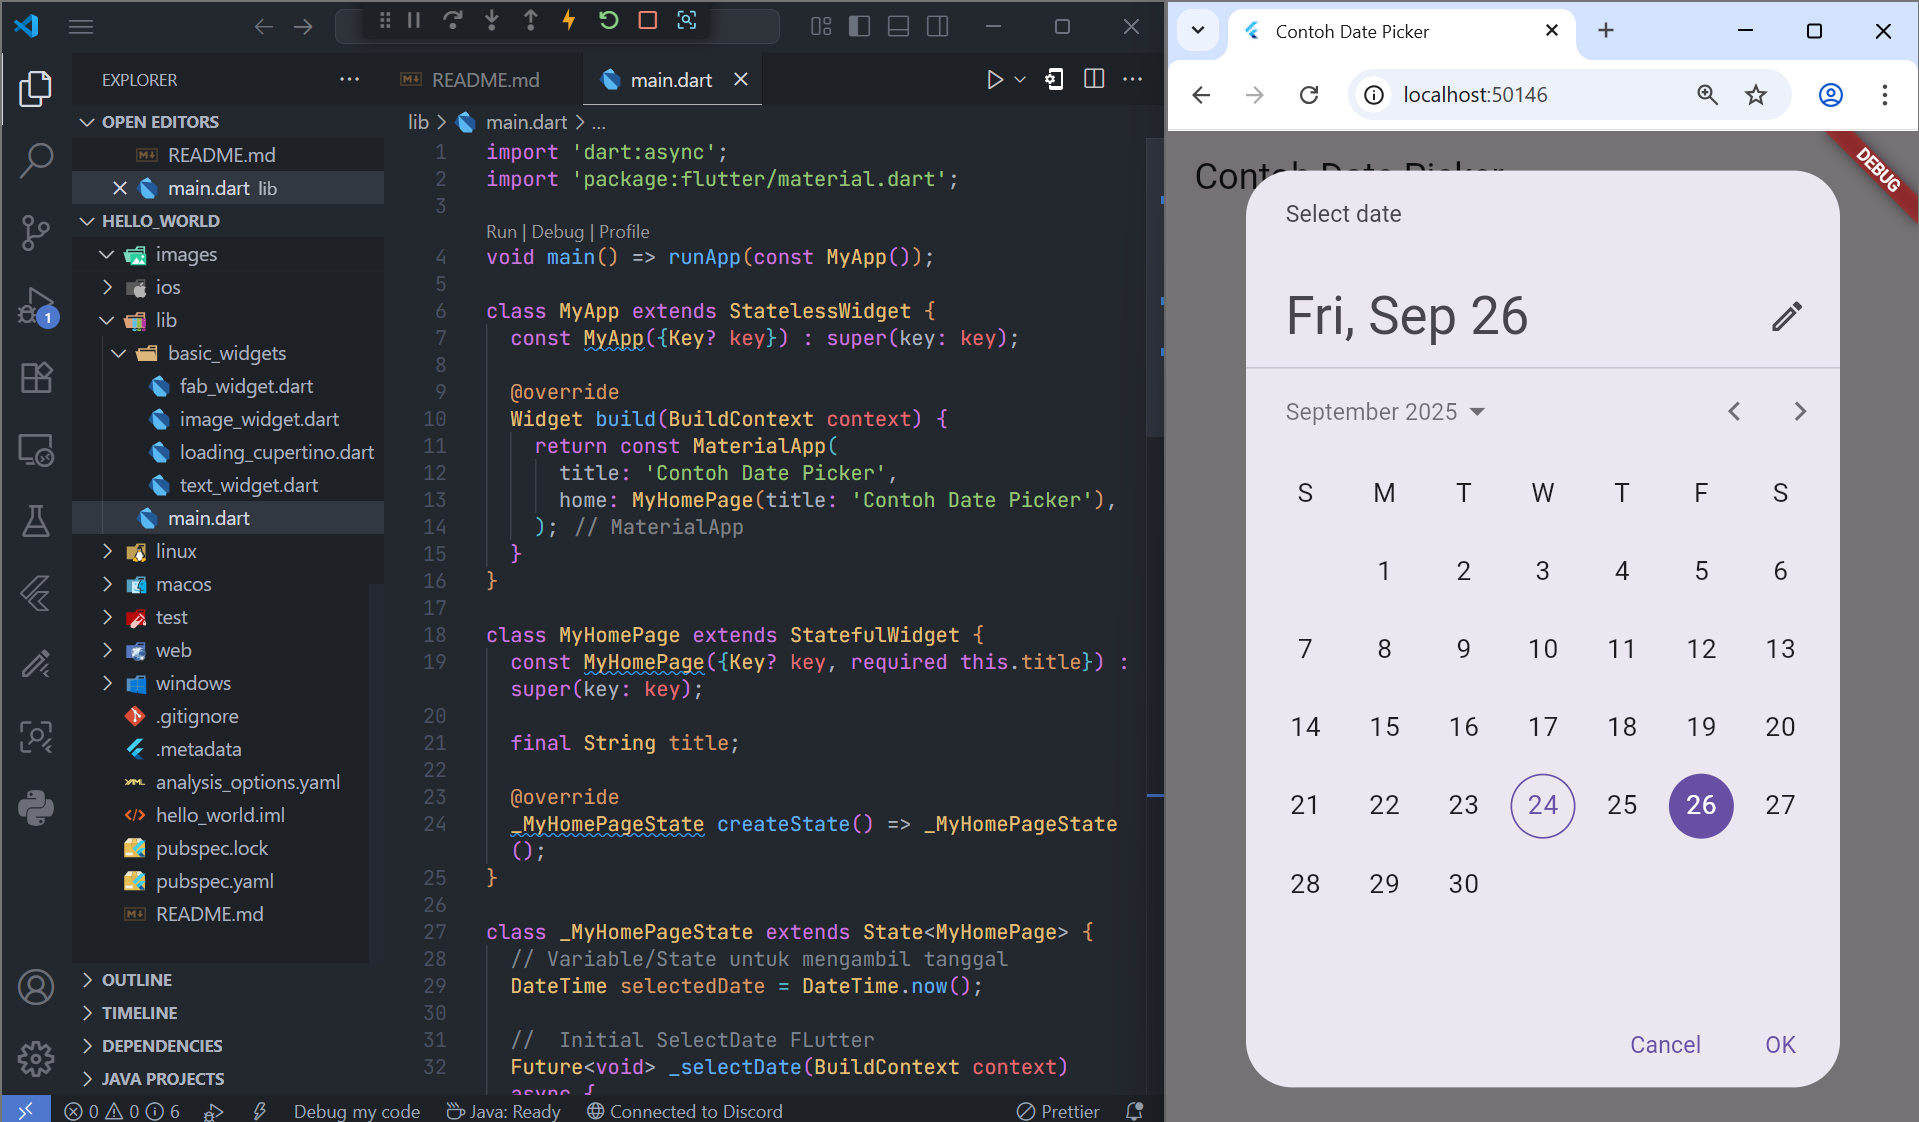 EXPLORER
OPEN EDITORS
README.md
main.dart lib
HELLO_WORLD
images
ios
lib
basic_widgets
fab_widget.dart
image_widget.dart
loading_cupertino.dart
text_widget.dart
main.dart
linux
macos
test
web
windows
.gitignore
.metadata
analysis_options.yaml
hello_world.iml
pubspec.lock
pubspec.yaml
README.md
OUTLINE
TIMELINE
DEPENDENCIES
JAVA PROJECTS
1
README.md
main.dart
lib > main.dart > ...
1 import 'dart:async';
2 import 'package:flutter/material.dart';
3
Run | Debug | Profile
4 void main() => runApp(const MyApp());
5
6 class MyApp extends StatelessWidget {
7 const MyApp({Key? key}) : super(key: key);
8
9 @override
10 Widget build(BuildContext context) {
11 return const MaterialApp(
12 title: 'Contoh Date Picker',
13 home: MyHomePage(title: 'Contoh Date Picker'),
14 ); // MaterialApp
15 }
16 }
17
18 class MyHomePage extends StatefulWidget {
19 const MyHomePage({Key? key, required this.title}) :
super(key: key);
20
21 final String title;
22
23 @override
24 _MyHomePageState createState() => _MyHomePageState
();
25 }
26
27 class _MyHomePageState extends State<MyHomePage> {
28 // Variable/State untuk mengambil tanggal
29 DateTime selectedDate = DateTime.now();
30
31 //  Initial SelectDate FLutter
32 Future<void> _selectDate(BuildContext context)
async {
0 0 6 Debug my code Java: Ready Connected to Discord Prettier
Contoh Date Picker
localhost:50146
Contoh Date Picker
DEBUG
Select date
Fri, Sep 26
September 2025
S M T W T F S
1 2 3 4 5 6
7 8 9 10 11 12 13
14 15 16 17 18 19 20
21 22 23 24 25 26 27
28 29 30
Cancel OK